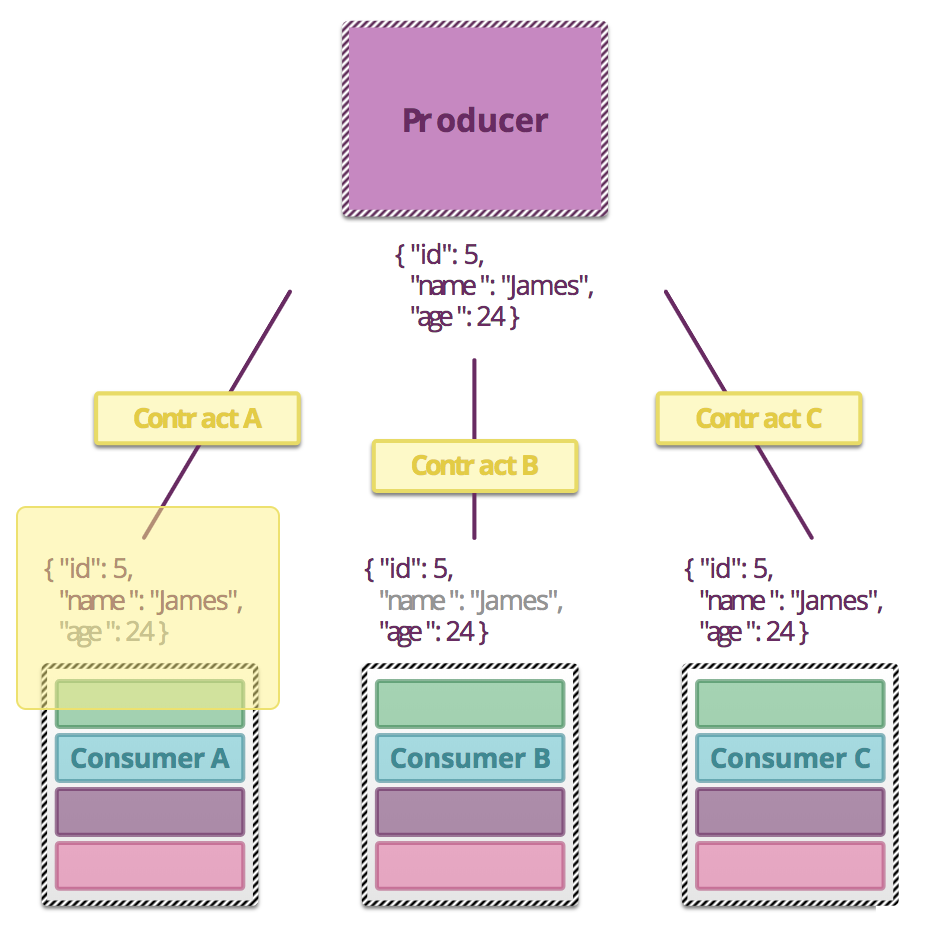 Producer
{ "id": 5,
"name ": "James",
"age ": 24 }
Contract A
Contract B
Contract C
{ "id": 5,
"name ": "James",
"age ": 24 }
{ "id": 5,
"name ": "James",
"age ": 24 }
{ "id": 5,
"name ": "James",
"age ": 24 }
Consumer A
Consumer B
Consumer C